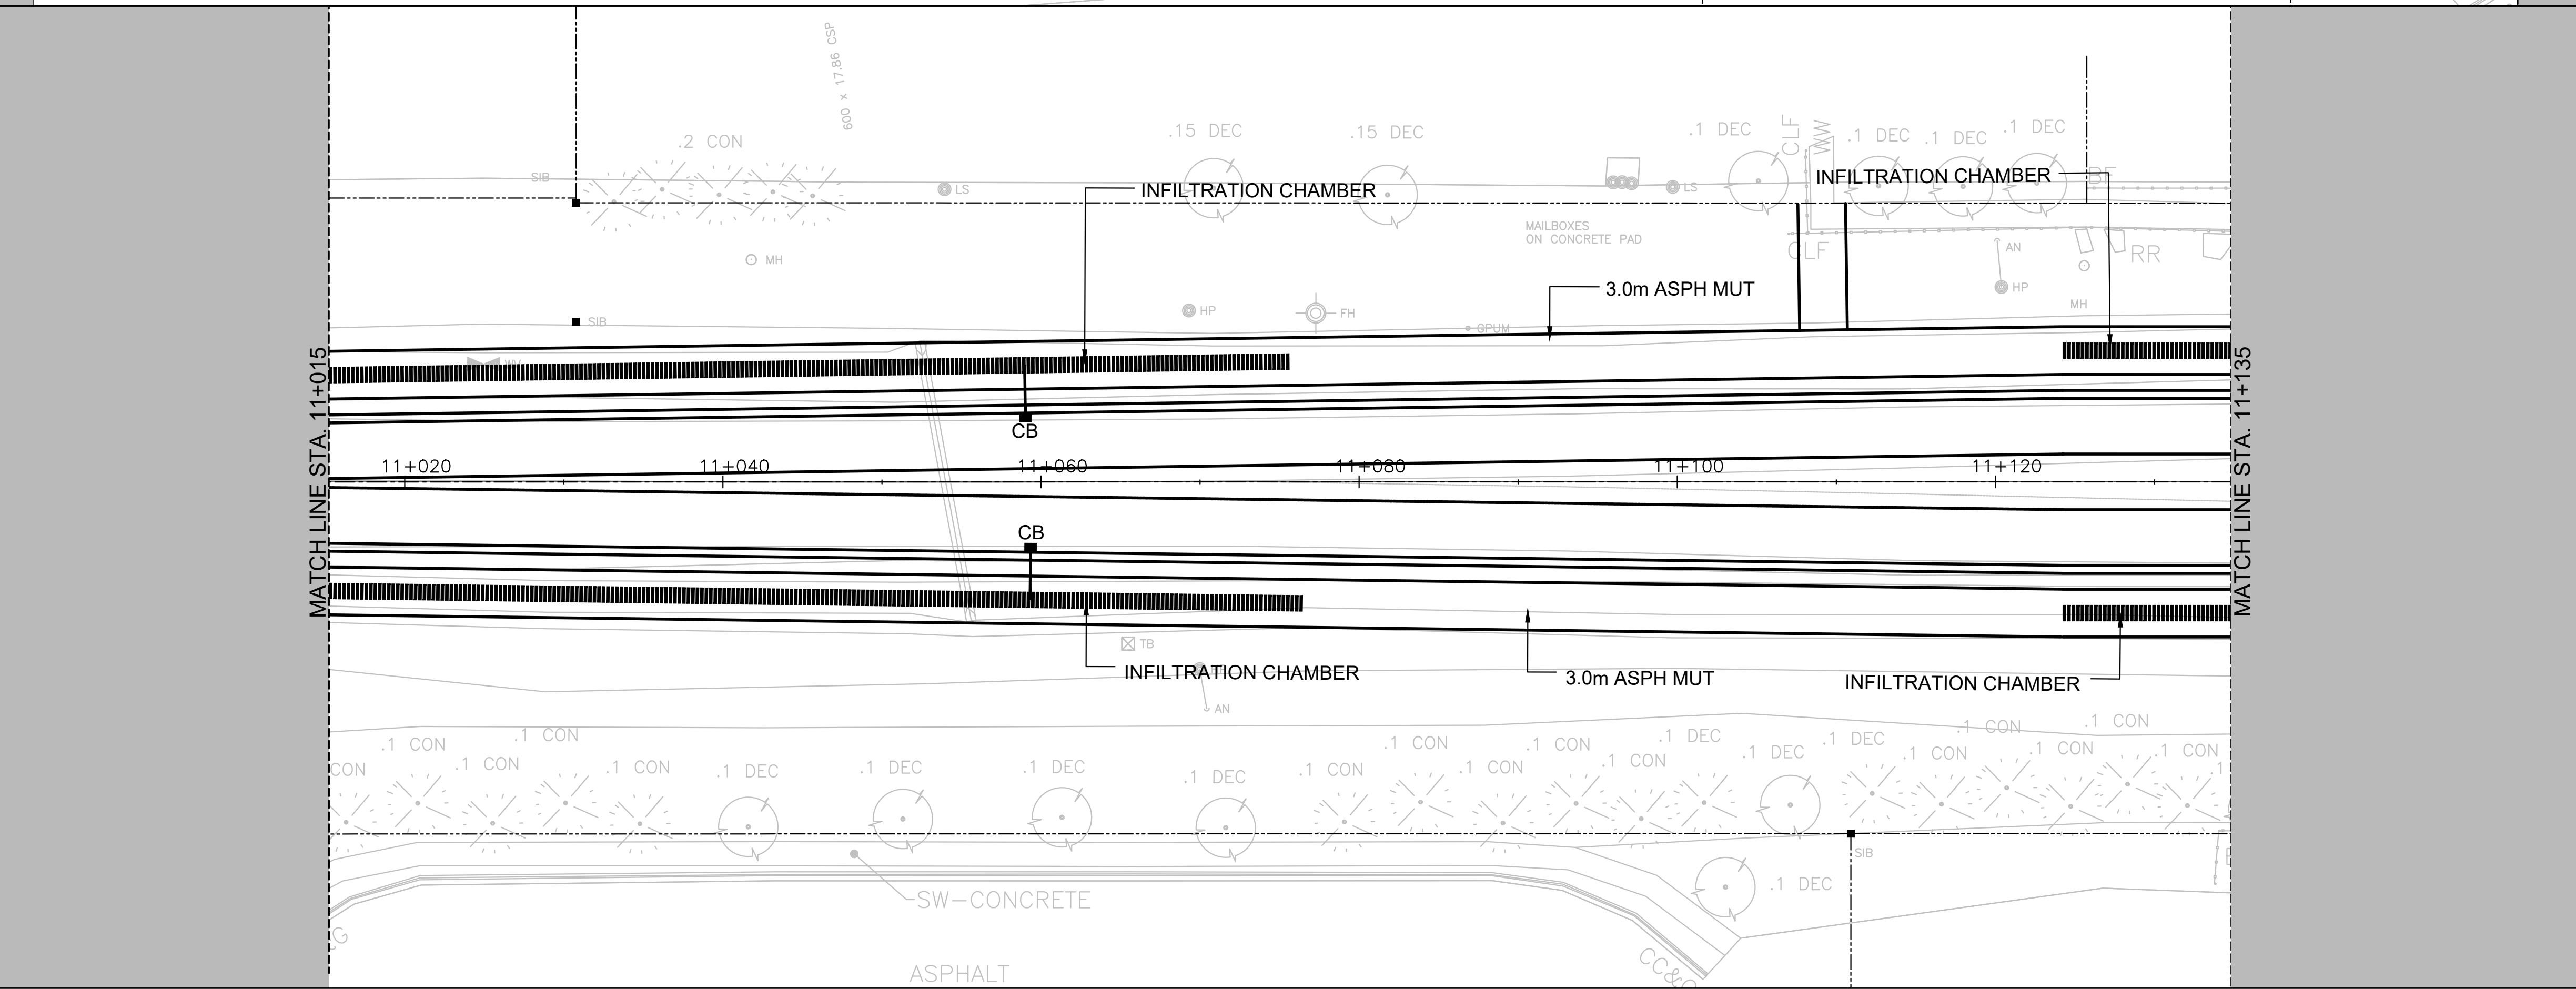 600 x 17.86 CSP
.2 CON
.15 DEC
.15 DEC
.1 DEC
CLF
WW
.1 DEC
.1 DEC
.1 DEC
SIB
LS
INFILTRATION CHAMBER
LS
INFILTRATION CHAMBER
BF
MAILBOXES
ON CONCRETE PAD
MH
CLF
AN
RR
3.0m ASPH MUT
HP
MH
SIB
HP
FH
GPUM
WV
MATCH LINE STA. 11+015
CB
11+020
11+040
11+060
11+080
11+100
11+120
MATCH LINE STA. 11+135
CB
TB
INFILTRATION CHAMBER
3.0m ASPH MUT
INFILTRATION CHAMBER
AN
.1 CON
.1 CON
.1 CON
.1 CON
.1 DEC
.1 DEC
.1 DEC
.1 DEC
.1 CON
.1 CON
.1 CON
.1 CON
.1 CON
.1 DEC
.1 DEC
.1 DEC
.1 CON
.1 CON
.1 CON
.1 CON
.1 CON
CON
.1
SIB
.1 DEC
SW-CONCRETE
ASPHALT